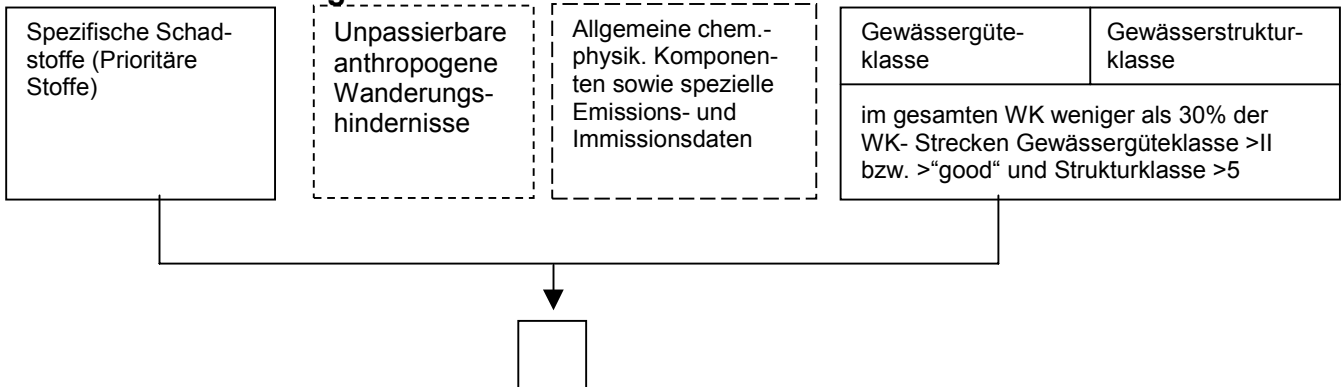 Spezifische Schad-
stoffe (Prioritäre
Stoffe)
Unpassierbare
anthropogene
Wanderungs-
hindernisse
Allgemeine chem.-
physik. Komponen-
ten sowie spezielle
Emissions- und
Immissionsdaten
Gewässergüte-
klasse
Gewässerstruktur-
klasse
im gesamten WK weniger als 30% der
WK- Strecken Gewässergüteklasse >II
bzw. >“good“ und Strukturklasse >5